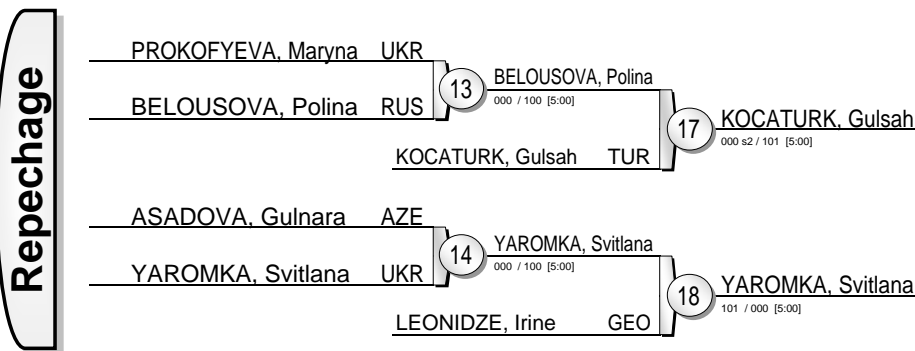 Repechage
PROKOFYEVA, Maryna UKR
BELOUSOVA, Polina RUS
13
BELOUSOVA, Polina
000 / 100 [5:00]
KOCATURK, Gulsah TUR
17
KOCATURK, Gulsah
000 s2 / 101 [5:00]
ASADOVA, Gulnara AZE
YAROMKA, Svitlana UKR
14
YAROMKA, Svitlana
000 / 100 [5:00]
LEONIDZE, Irine GEO
18
YAROMKA, Svitlana
101 / 000 [5:00]